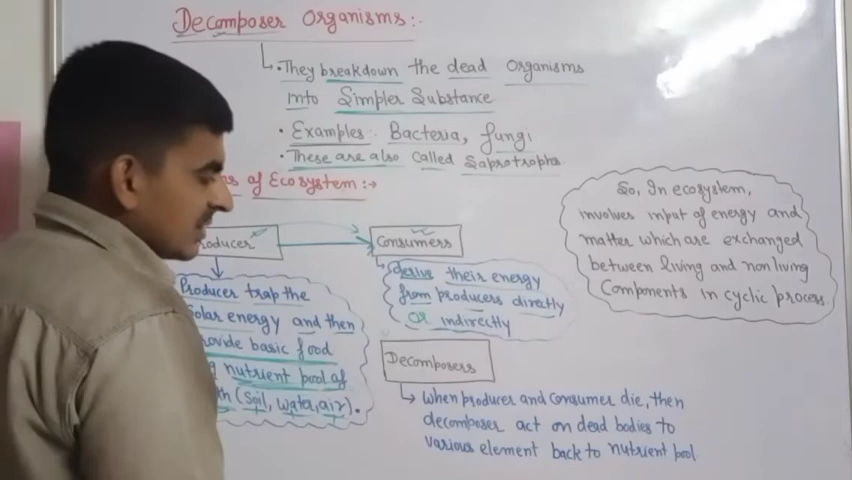 Decomposer Organisms:-
• They breakdown the dead organisms
into Simpler Substance
• Examples: Bacteria, fungi
• These are also called Saprotrophs.
of Ecosystem :→
Consumers
Producer trap the
Solar energy and then
provide basic food
nutrient pool of
(Soil, water, air).
derive their energy
from producers directly
or indirectly
Decomposers
When producer and consumer die, then
decomposer act on dead bodies to
various element back to nutrient pool
So, In ecosystem,
involves input of energy and
matter which are exchanged
between living and non living
Components in cyclic process